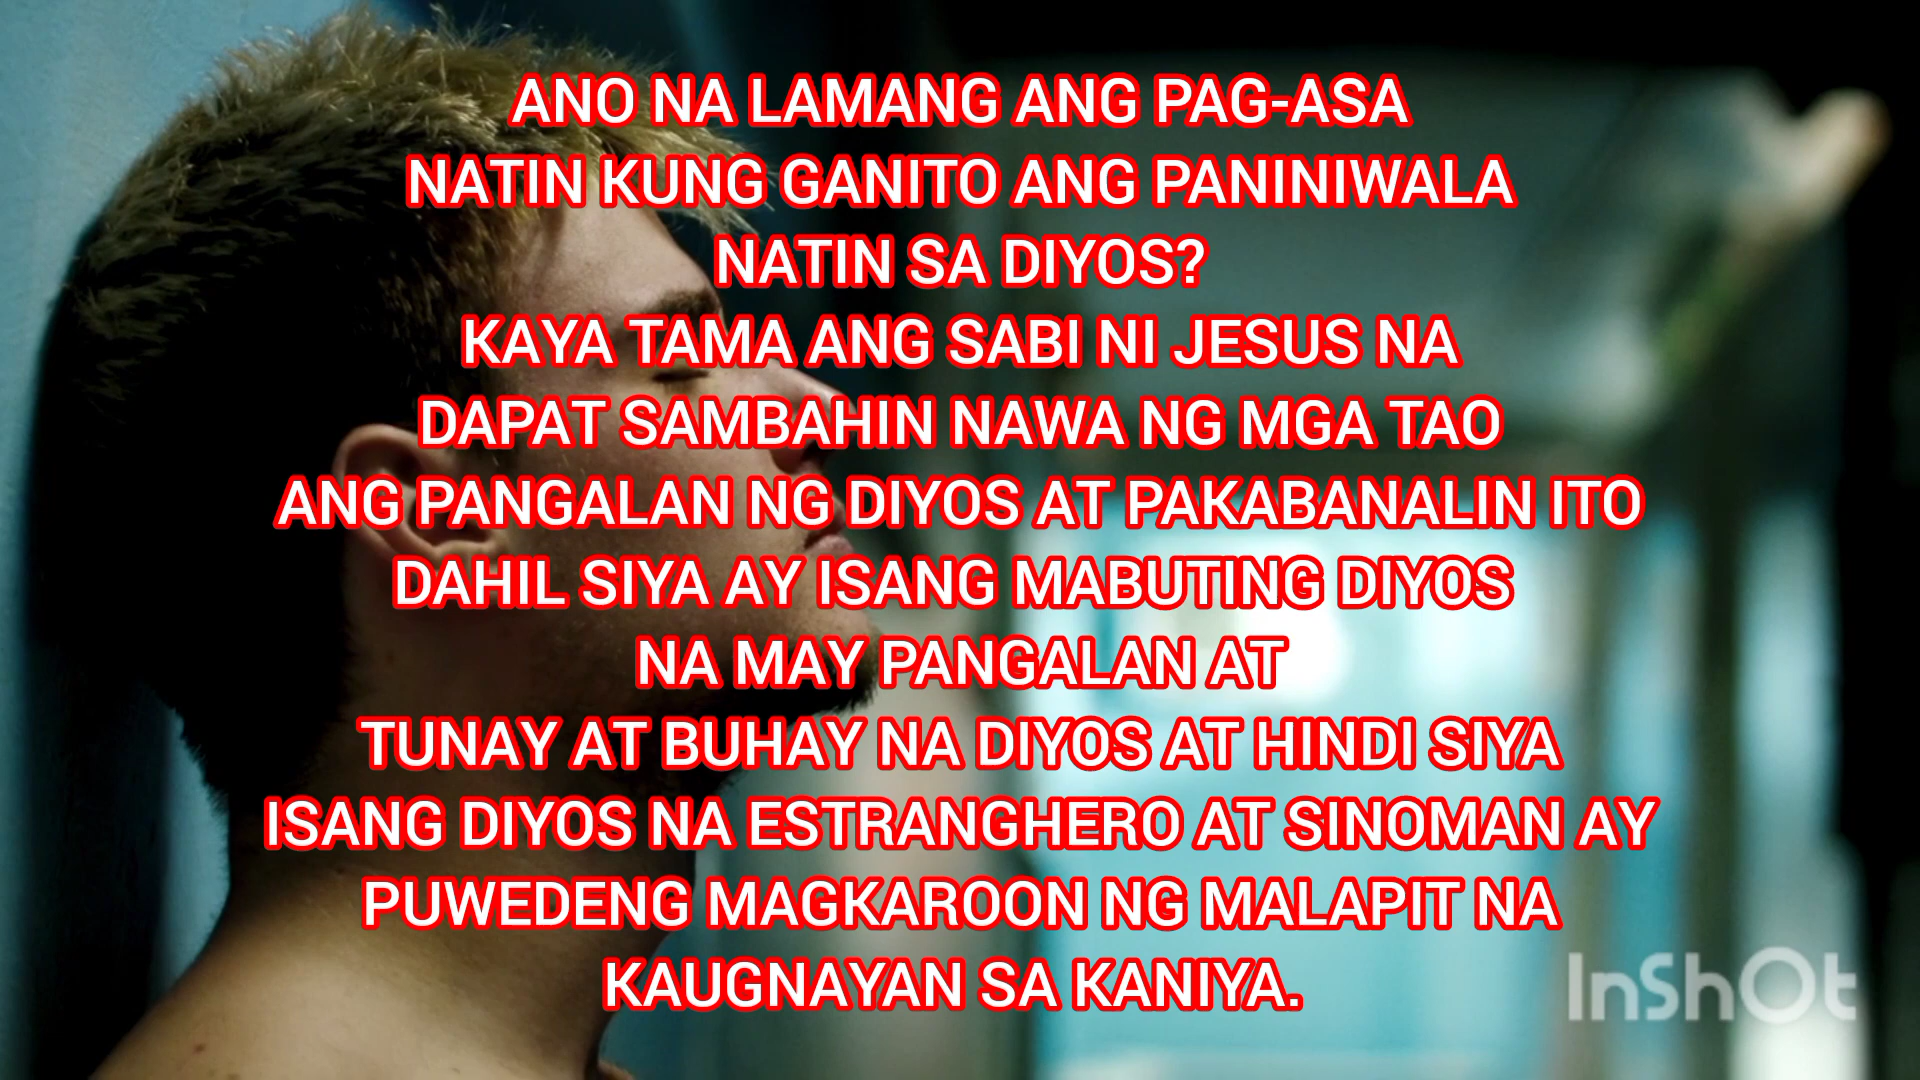 ANO NA LAMANG ANG PAG-ASA
NATIN KUNG GANITO ANG PANINIWALA
NATIN SA DIYOS?
KAYA TAMA ANG SABI NI JESUS NA
DAPAT SAMBAHIN NAWA NG MGA TAO
ANG PANGALAN NG DIYOS AT PAKABANALIN ITO
DAHIL SIYA AY ISANG MABUTING DIYOS
NA MAY PANGALAN AT
TUNAY AT BUHAY NA DIYOS AT HINDI SIYA
ISANG DIYOS NA ESTRANGHERO AT SINOMAN AY
PUWEDENG MAGKAROON NG MALAPIT NA
KAUGNAYAN SA KANIYA.
InShOt